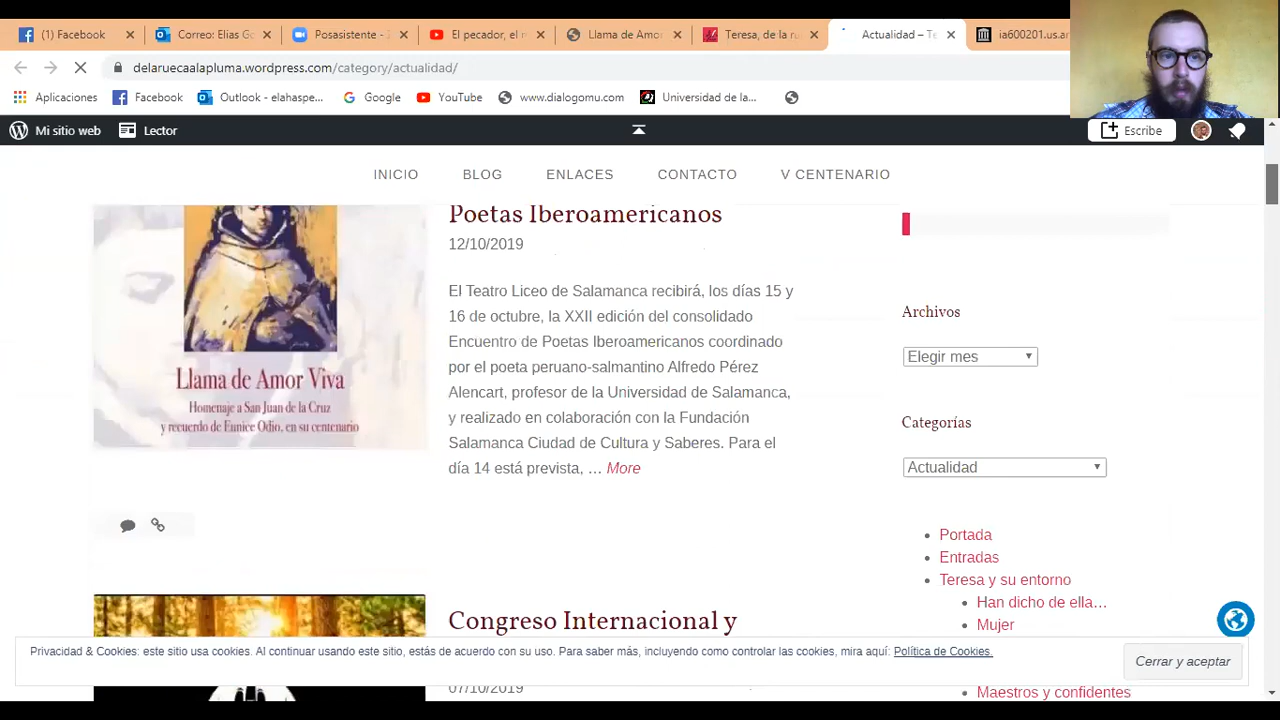 (1) Facebook
Correo: Elias Go
Posasistente - Z
El pecador, el r
Llama de Amor
Teresa, de la ru
Actualidad – Te
ia600201.us.ar
delaruecaalapluma.wordpress.com/category/actualidad/
Aplicaciones
Facebook
Outlook - elahaspe...
Google
YouTube
www.dialogomu.com
Universidad de la...
Mi sitio web
Lector
Escribe
INICIO
BLOG
ENLACES
CONTACTO
V CENTENARIO
Llama de Amor Viva
Homenaje a San Juan de la Cruz
y recuerdo de Eunice Odio, en su centenario
Poetas Iberoamericanos
12/10/2019
El Teatro Liceo de Salamanca recibirá, los días 15 y
16 de octubre, la XXII edición del consolidado
Encuentro de Poetas Iberoamericanos coordinado
por el poeta peruano-salmantino Alfredo Pérez
Alencart, profesor de la Universidad de Salamanca,
y realizado en colaboración con la Fundación
Salamanca Ciudad de Cultura y Saberes. Para el
día 14 está prevista, … More
Congreso Internacional y
07/10/2019
Archivos
Elegir mes
Categorías
Actualidad
Portada
Entradas
Teresa y su entorno
Han dicho de ella…
Mujer
Maestros y confidentes
Privacidad & Cookies: este sitio usa cookies. Al continuar usando este sitio, estás de acuerdo con su uso. Para saber más, incluyendo como controlar las cookies, mira aquí: Política de Cookies.
Cerrar y aceptar